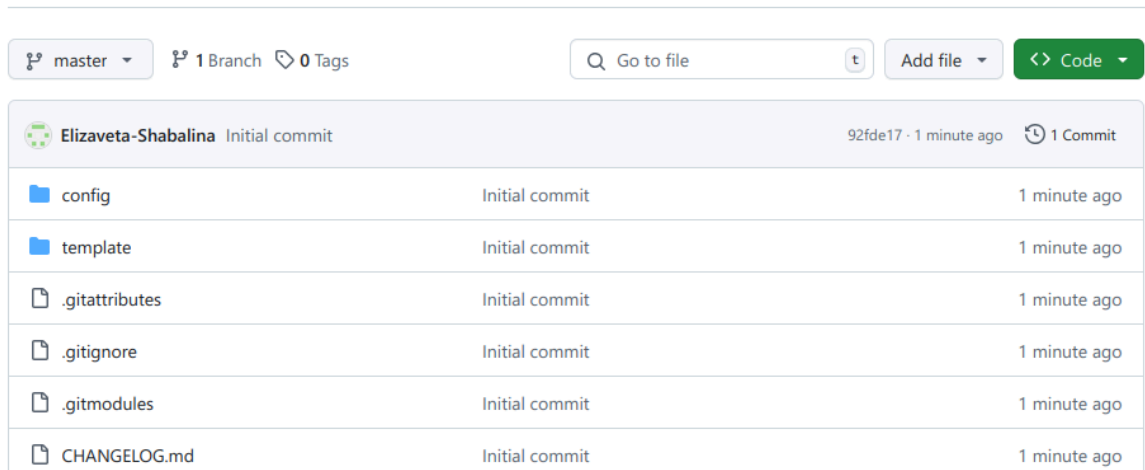 master 1 Branch 0 Tags Go to file t Add file Code
Elizaveta-Shabalina Initial commit 92fde17 · 1 minute ago 1 Commit
config Initial commit 1 minute ago
template Initial commit 1 minute ago
.gitattributes Initial commit 1 minute ago
.gitignore Initial commit 1 minute ago
.gitmodules Initial commit 1 minute ago
CHANGELOG.md Initial commit 1 minute ago